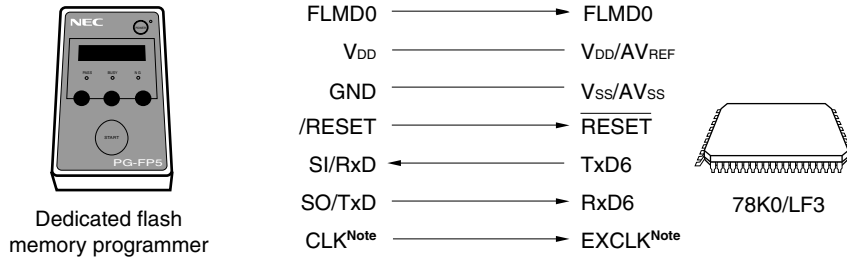 NEC
POWER
PASS BUSY N.G
START
PG-FP5
Dedicated flash
memory programmer
FLMD0 FLMD0
VDD VDD/AVREF
GND VSS/AVSS
/RESET RESET
SI/RxD TxD6
SO/TxD RxD6
CLKNote EXCLKNote
78K0/LF3